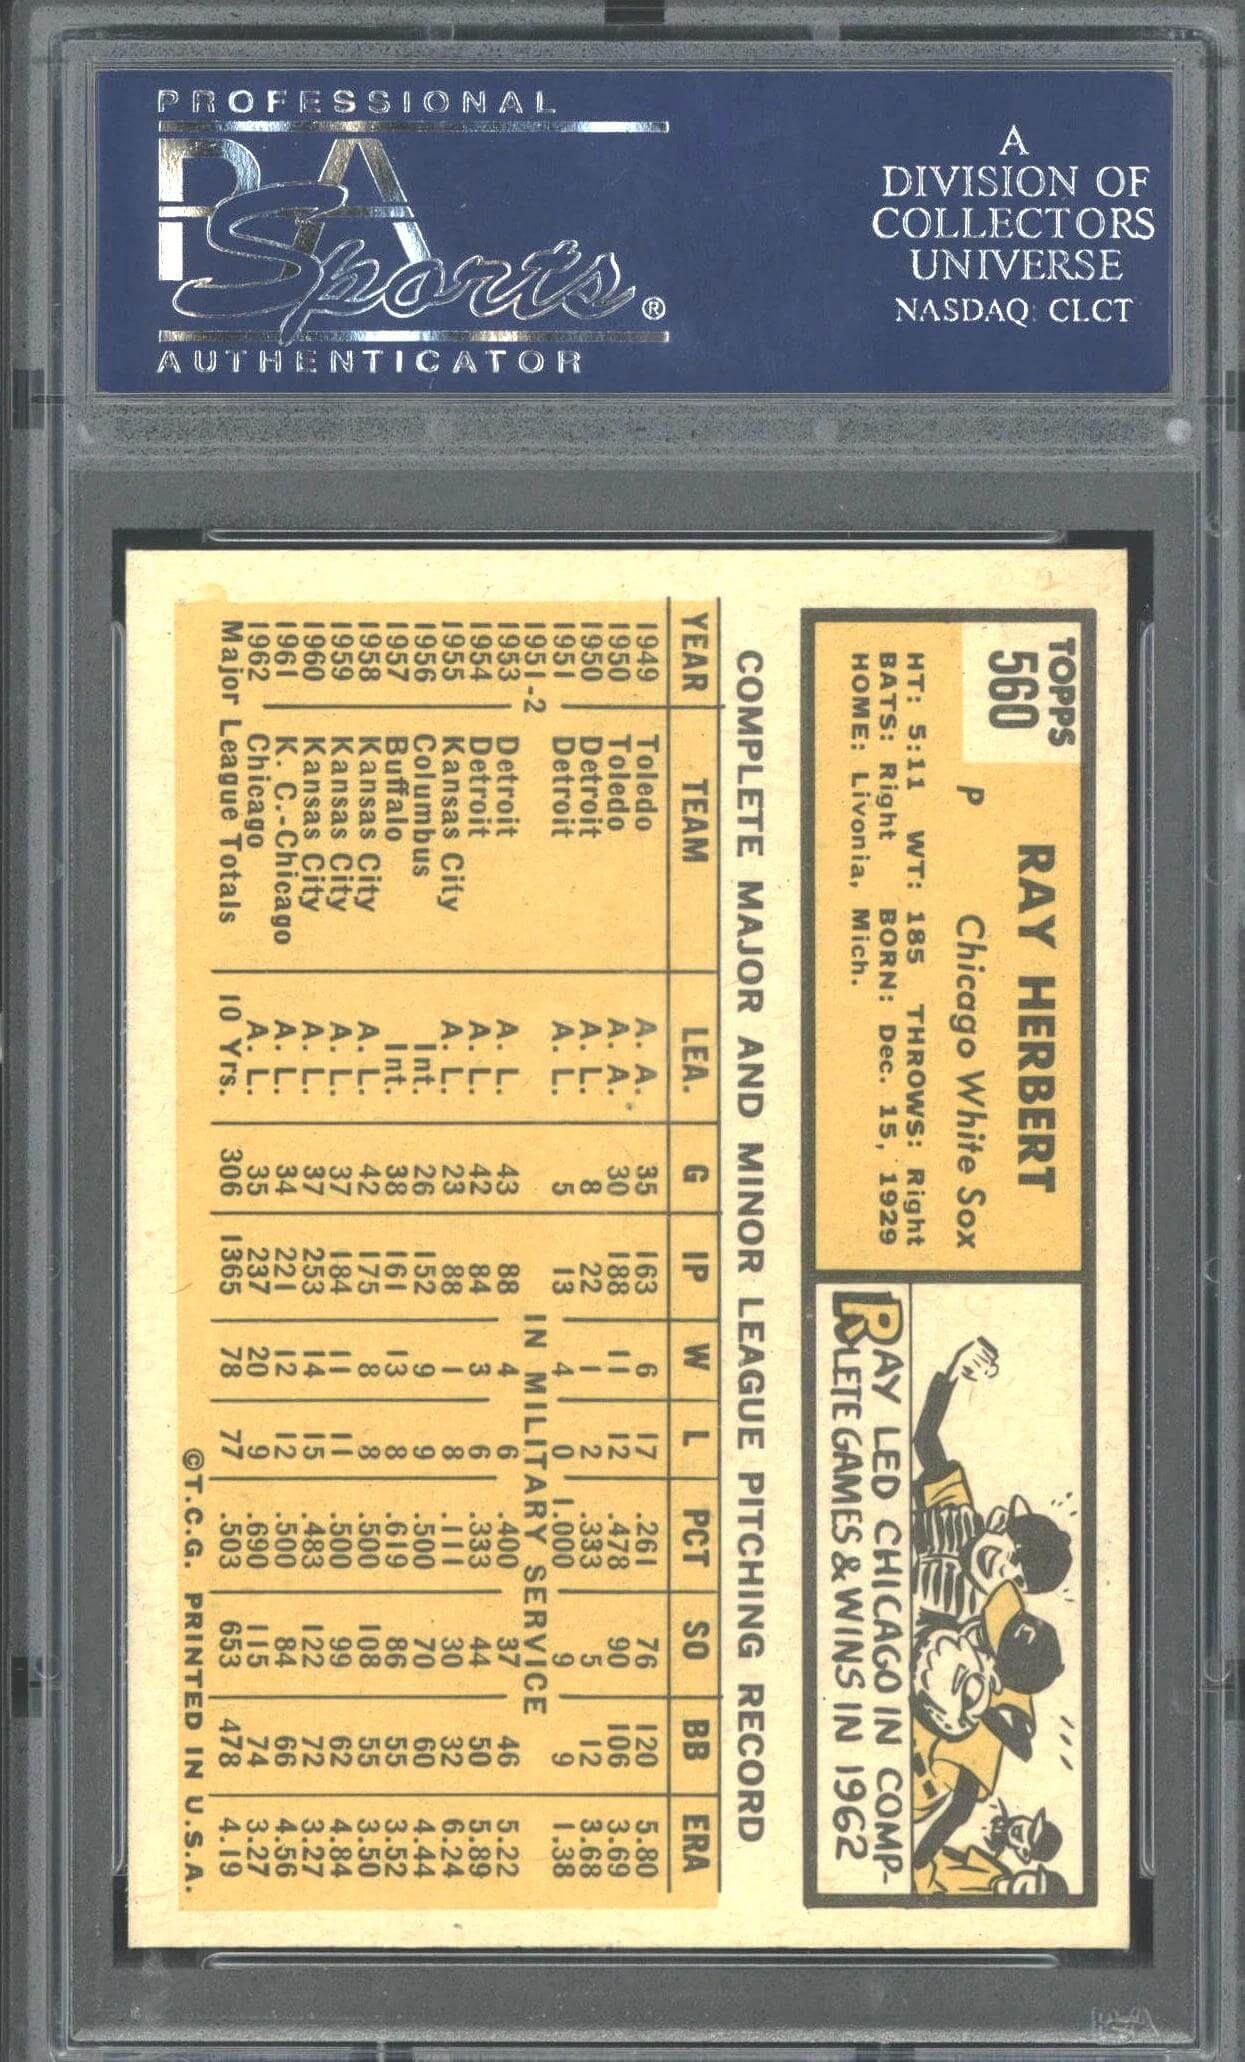 PROFESSIONAL
PSA
Sports®
AUTHENTICATOR
A
DIVISION OF
COLLECTORS
UNIVERSE
NASDAQ: CLCT
TOPPS
560
RAY HERBERT
P Chicago White Sox
HT: 5:11 WT: 185 THROWS: Right
BATS: Right BORN: Dec. 15, 1929
HOME: Livonia, Mich.
RAY LED CHICAGO IN COMP-
LETE GAMES & WINS IN 1962
COMPLETE MAJOR AND MINOR LEAGUE PITCHING RECORD
YEAR TEAM LEA. G IP W L PCT SO BB ERA
1949 Toledo A. A. 35 163 6 17 .261 76 120 5.80
1950 Toledo A. A. 30 188 11 12 .478 90 106 3.69
1950 Detroit A. L. 8 22 1 2 .333 5 12 3.68
1951 Detroit A. L. 5 13 4 0 1.000 9 9 1.38
1951-2 IN MILITARY SERVICE
1953 Detroit A. L. 43 88 4 6 .400 37 46 5.22
1954 Detroit A. L. 42 84 3 6 .333 44 50 5.89
1955 Kansas City A. L. 23 88 1 8 .111 30 32 6.24
1956 Columbus Int. 26 152 9 9 .500 70 60 4.44
1957 Buffalo Int. 38 161 13 8 .619 86 55 3.52
1958 Kansas City A. L. 42 175 8 8 .500 108 55 3.50
1959 Kansas City A. L. 37 184 11 11 .500 99 62 4.84
1960 Kansas City A. L. 37 253 14 15 .483 122 72 3.27
1961 K. C.-Chicago A. L. 34 221 12 12 .500 84 66 4.56
1962 Chicago A. L. 35 237 20 9 .690 115 74 3.27
Major League Totals 10 Yrs. 306 1365 78 77 .503 653 478 4.19
©T.C.G. PRINTED IN U.S.A.